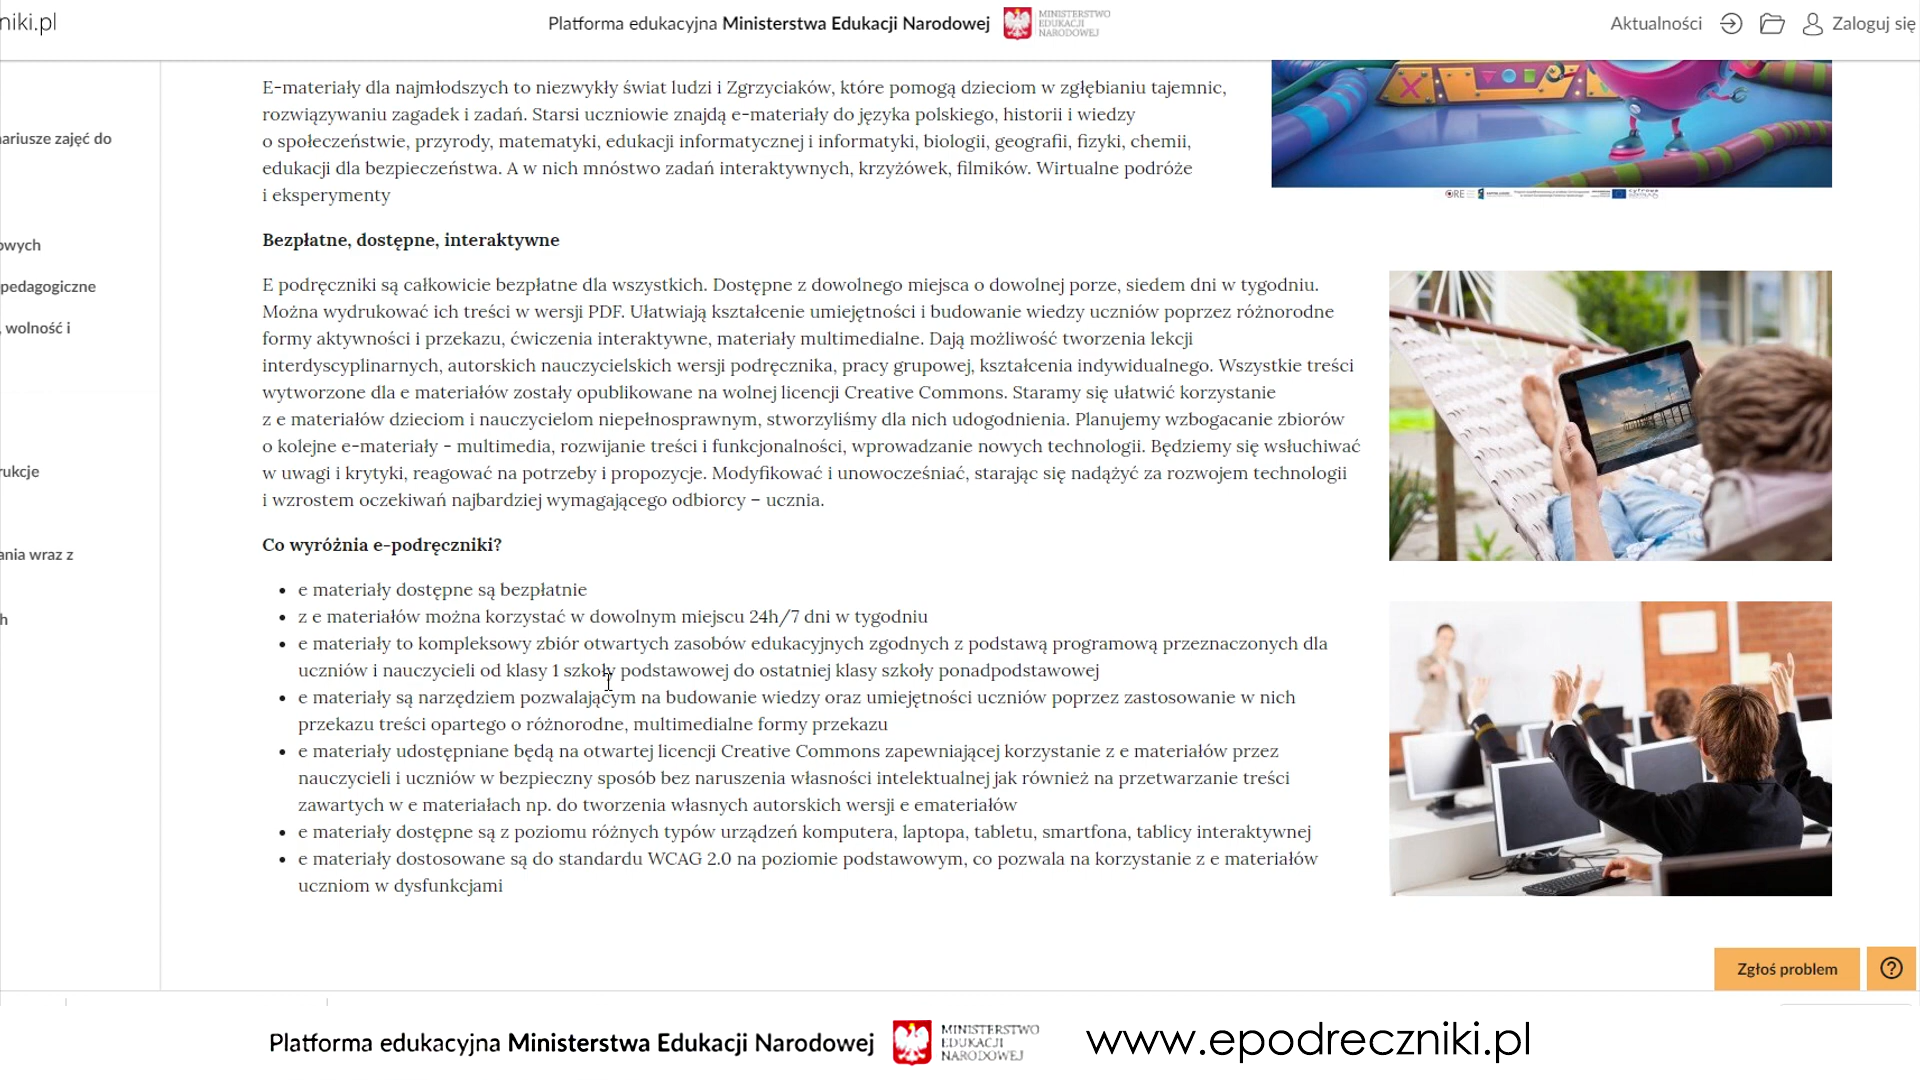 niki.pl
Platforma edukacyjna Ministerstwa Edukacji Narodowej
MINISTERSTWO
EDUKACJI
NARODOWEJ
Aktualności
Zaloguj się
ariusze zajęć do
owych
pedagogiczne
, wolność i
rukcje
ania wraz z
h
E-materiały dla najmłodszych to niezwykły świat ludzi i Zgrzyciaków, które pomogą dzieciom w zgłębianiu tajemnic,
rozwiązywaniu zagadek i zadań. Starsi uczniowie znajdą e-materiały do języka polskiego, historii i wiedzy
o społeczeństwie, przyrody, matematyki, edukacji informatycznej i informatyki, biologii, geografii, fizyki, chemii,
edukacji dla bezpieczeństwa. A w nich mnóstwo zadań interaktywnych, krzyżówek, filmików. Wirtualne podróże
i eksperymenty
ORE
Bezpłatne, dostępne, interaktywne
E podręczniki są całkowicie bezpłatne dla wszystkich. Dostępne z dowolnego miejsca o dowolnej porze, siedem dni w tygodniu.
Można wydrukować ich treści w wersji PDF. Ułatwiają kształcenie umiejętności i budowanie wiedzy uczniów poprzez różnorodne
formy aktywności i przekazu, ćwiczenia interaktywne, materiały multimedialne. Dają możliwość tworzenia lekcji
interdyscyplinarnych, autorskich nauczycielskich wersji podręcznika, pracy grupowej, kształcenia indywidualnego. Wszystkie treści
wytworzone dla e materiałów zostały opublikowane na wolnej licencji Creative Commons. Staramy się ułatwić korzystanie
z e materiałów dzieciom i nauczycielom niepełnosprawnym, stworzyliśmy dla nich udogodnienia. Planujemy wzbogacanie zbiorów
o kolejne e-materiały - multimedia, rozwijanie treści i funkcjonalności, wprowadzanie nowych technologii. Będziemy się wsłuchiwać
w uwagi i krytyki, reagować na potrzeby i propozycje. Modyfikować i unowocześniać, starając się nadążyć za rozwojem technologii
i wzrostem oczekiwań najbardziej wymagającego odbiorcy – ucznia.
Co wyróżnia e-podręczniki?
• e materiały dostępne są bezpłatnie
• z e materiałów można korzystać w dowolnym miejscu 24h/7 dni w tygodniu
• e materiały to kompleksowy zbiór otwartych zasobów edukacyjnych zgodnych z podstawą programową przeznaczonych dla
uczniów i nauczycieli od klasy 1 szkoły podstawowej do ostatniej klasy szkoły ponadpodstawowej
• e materiały są narzędziem pozwalającym na budowanie wiedzy oraz umiejętności uczniów poprzez zastosowanie w nich
przekazu treści opartego o różnorodne, multimedialne formy przekazu
• e materiały udostępniane będą na otwartej licencji Creative Commons zapewniającej korzystanie z e materiałów przez
nauczycieli i uczniów w bezpieczny sposób bez naruszenia własności intelektualnej jak również na przetwarzanie treści
zawartych w e materiałach np. do tworzenia własnych autorskich wersji e emateriałów
• e materiały dostępne są z poziomu różnych typów urządzeń komputera, laptopa, tabletu, smartfona, tablicy interaktywnej
• e materiały dostosowane są do standardu WCAG 2.0 na poziomie podstawowym, co pozwala na korzystanie z e materiałów
uczniom w dysfunkcjami
Zgłoś problem
Platforma edukacyjna Ministerstwa Edukacji Narodowej
MINISTERSTWO
EDUKACJI
NARODOWEJ
www.epodreczniki.pl